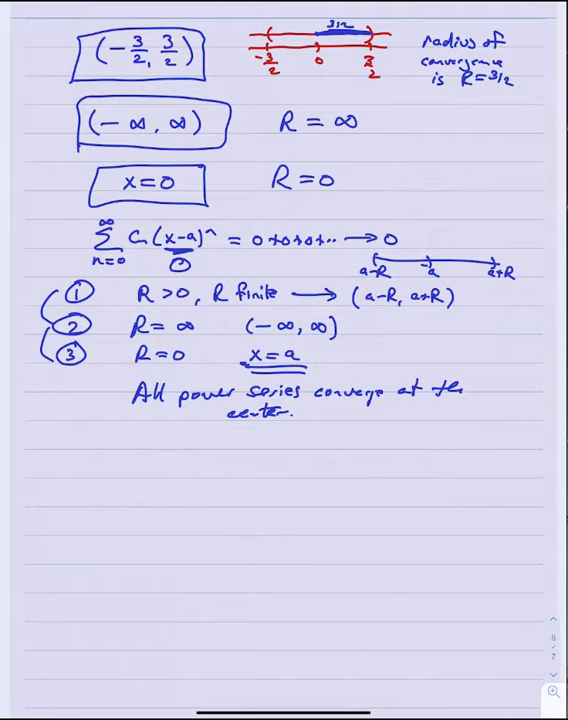 (-3/2, 3/2)
3/2
-3/2 0 3/2
radius of
convergence
is R=3/2
(-∞, ∞) R = ∞
x=0 R=0
∞
∑ Cn(x-a)^n = 0+0+0+... → 0
n=0 0
a-R a a+R
① R>0, R finite → (a-R, a+R)
② R=∞ (-∞, ∞)
③ R=0 x=a
All power series converge at the
center.
5
/
7